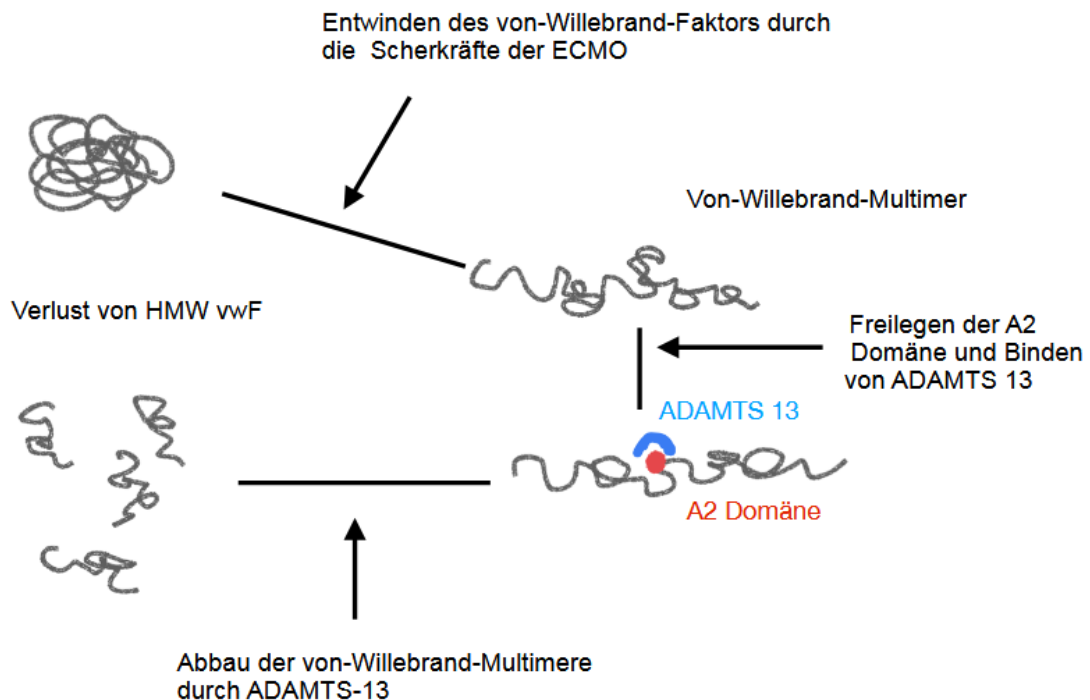 Entwinden des von-Willebrand-Faktors durch
die Scherkräfte der ECMO
Von-Willebrand-Multimer
Verlust von HMW vwF
Freilegen der A2
Domäne und Binden
von ADAMTS 13
ADAMTS 13
A2 Domäne
Abbau der von-Willebrand-Multimere
durch ADAMTS-13